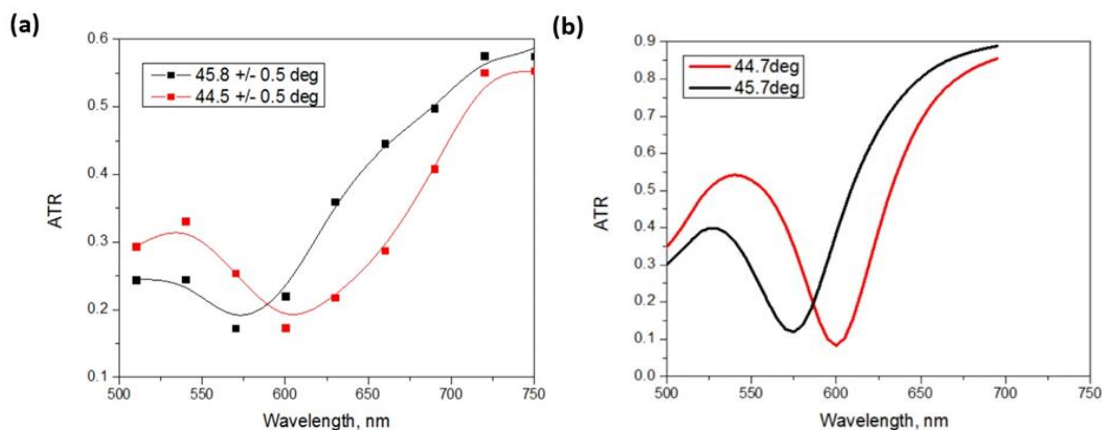 (a)
0.6
0.5
0.4
0.3
0.2
0.1
ATR
45.8 +/- 0.5 deg
44.5 +/- 0.5 deg
500 550 600 650 700 750
Wavelength, nm
(b)
0.9
0.8
0.7
0.6
0.5
0.4
0.3
0.2
0.1
0.0
ATR
44.7deg
45.7deg
500 550 600 650 700 750
Wavelength, nm